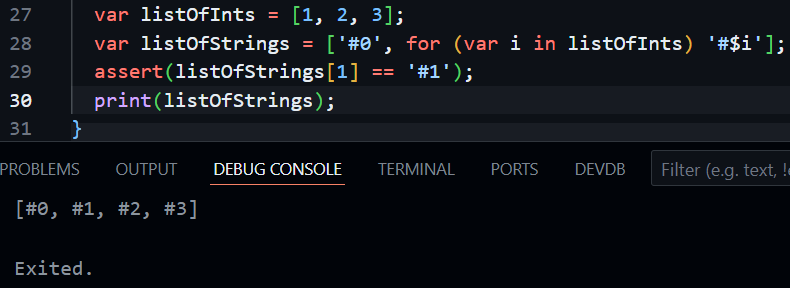 27 var listOfInts = [1, 2, 3];
28 var listOfStrings = ['#0', for (var i in listOfInts) '#$i'];
29 assert(listOfStrings[1] == '#1');
30 print(listOfStrings);
31 }
PROBLEMS OUTPUT DEBUG CONSOLE TERMINAL PORTS DEVDB Filter (e.g. text, !e
[#0, #1, #2, #3]
Exited.